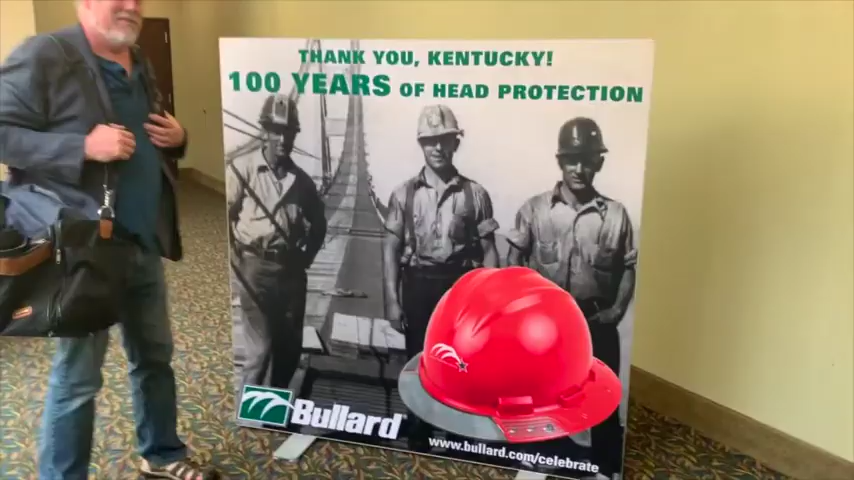 THANK YOU, KENTUCKY!
100 YEARS OF HEAD PROTECTION
Bullard
www.bullard.com/celebrate